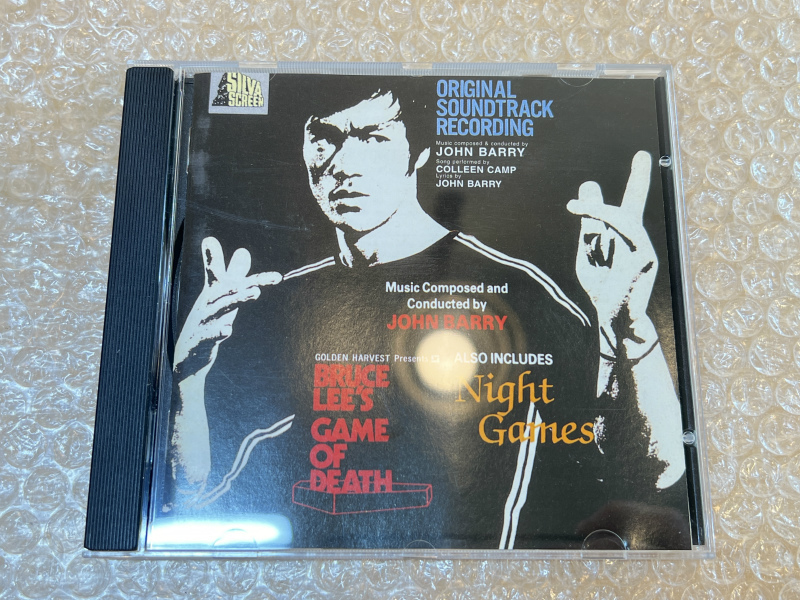 SILVA
SCREEN
ORIGINAL
SOUNDTRACK
RECORDING
Music composed & conducted by
JOHN BARRY
Song performed by
COLLEEN CAMP
Lyrics by
JOHN BARRY
Music Composed and
Conducted by
JOHN BARRY
GOLDEN HARVEST Presents
BRUCE
LEE'S
GAME
OF
DEATH
ALSO INCLUDES
Night
Games